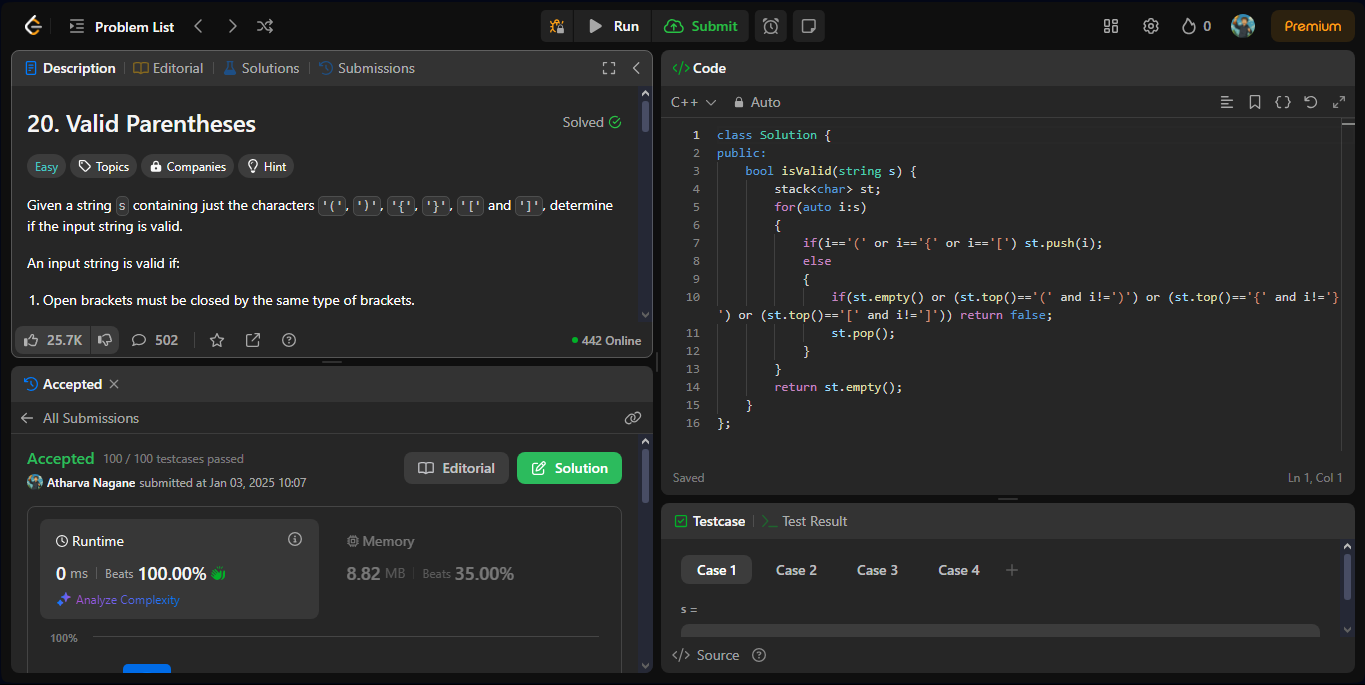 Problem List
Run
Submit
0
Premium
Description
Editorial
Solutions
Submissions
20. Valid Parentheses
Solved
Easy
Topics
Companies
Hint
Given a string s containing just the characters '(', ')', '{', '}', '[' and ']', determine
if the input string is valid.
An input string is valid if:
1. Open brackets must be closed by the same type of brackets.
25.7K
502
442 Online
Accepted
All Submissions
Accepted 100 / 100 testcases passed
Atharva Nagane submitted at Jan 03, 2025 10:07
Editorial
Solution
Runtime
0 ms | Beats 100.00%
Analyze Complexity
Memory
8.82 MB | Beats 35.00%
100%
</> Code
C++
Auto
1 class Solution {
2 public:
3     bool isValid(string s) {
4         stack<char> st;
5         for(auto i:s)
6         {
7             if(i=='(' or i=='{' or i=='[') st.push(i);
8             else
9             {
10                 if(st.empty() or (st.top()=='(' and i!=')') or (st.top()=='{' and i!='}
') or (st.top()=='[' and i!=']')) return false;
11                 st.pop();
12             }
13         }
14         return st.empty();
15     }
16 };
Saved
Ln 1, Col 1
Testcase
>_ Test Result
Case 1
Case 2
Case 3
Case 4
+
s =
</> Source